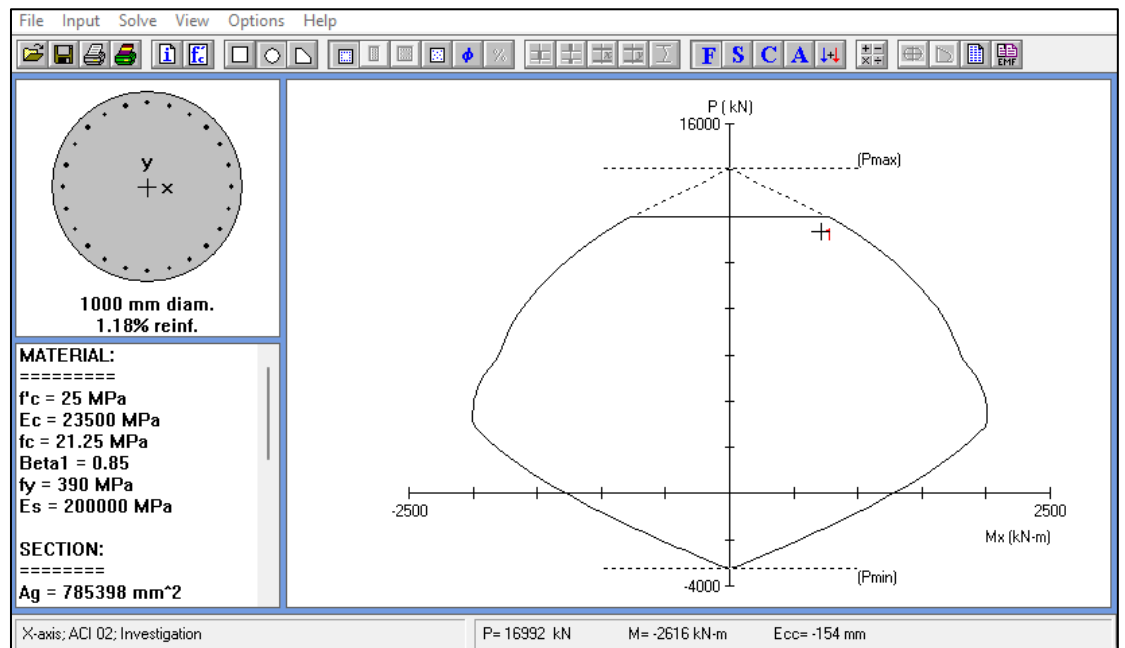 File Input Solve View Options Help
i f'c ϕ % x y Σ F S C A EMF
y
x
1000 mm diam.
1.18% reinf.
MATERIAL:
=========
f'c = 25 MPa
Ec = 23500 MPa
fc = 21.25 MPa
Beta1 = 0.85
fy = 390 MPa
Es = 200000 MPa
SECTION:
========
Ag = 785398 mm^2
P ( kN)
16000
(Pmax)
1
-2500
2500
Mx (kN-m)
(Pmin)
-4000
X-axis; ACI 02; Investigation
P= 16992 kN M= -2616 kN-m Ecc= -154 mm